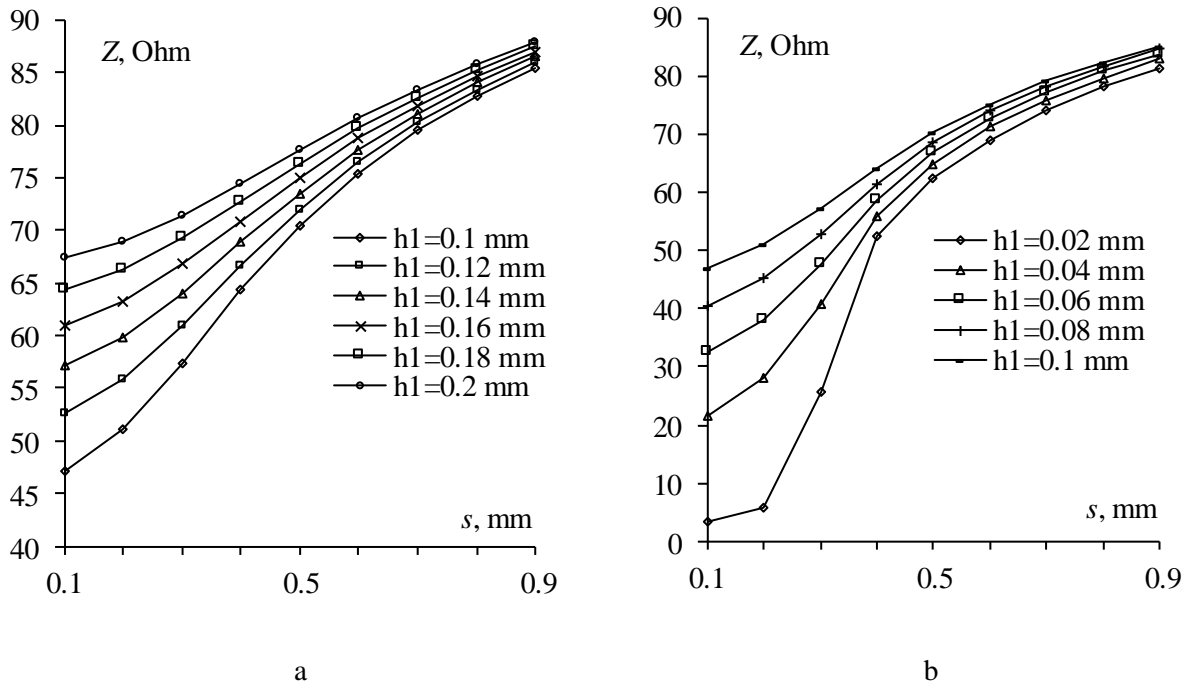 Z, Ohm
90
85
80
75
70
65
60
55
50
45
40
0.1
0.5
0.9
s, mm
h1=0.1 mm
h1=0.12 mm
h1=0.14 mm
h1=0.16 mm
h1=0.18 mm
h1=0.2 mm
a
Z, Ohm
90
80
70
60
50
40
30
20
10
0
0.1
0.5
0.9
s, mm
h1=0.02 mm
h1=0.04 mm
h1=0.06 mm
h1=0.08 mm
h1=0.1 mm
b